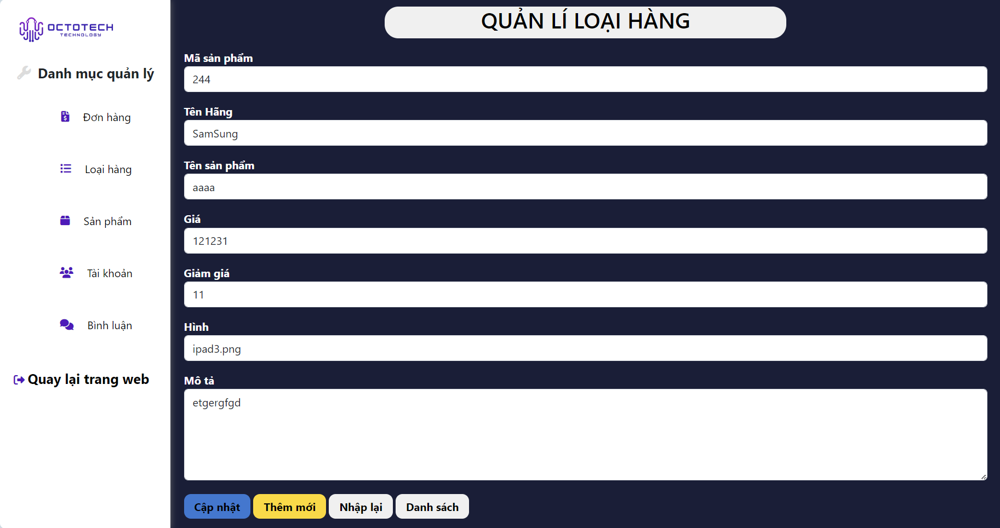 OCTOTECH
TECHNOLOGY
Danh mục quản lý
Đơn hàng
Loại hàng
Sản phẩm
Tài khoản
Bình luận
Quay lại trang web
QUẢN LÍ LOẠI HÀNG
Mã sản phẩm
244
Tên Hãng
SamSung
Tên sản phẩm
aaaa
Giá
121231
Giảm giá
11
Hình
ipad3.png
Mô tả
etgergfgd
Cập nhật Thêm mới Nhập lại Danh sách